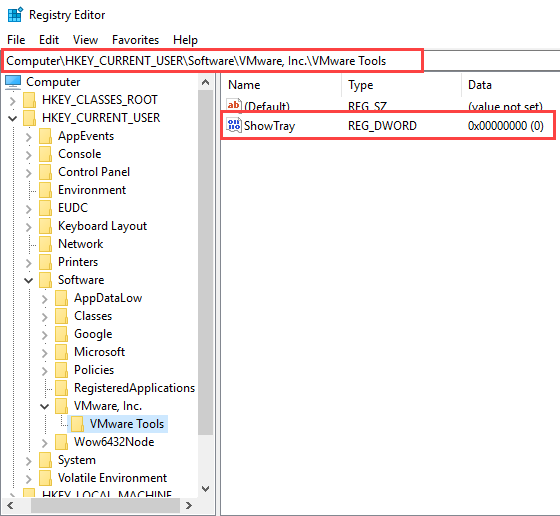 Registry Editor
File Edit View Favorites Help
Computer\HKEY_CURRENT_USER\Software\VMware, Inc.\VMware Tools
Computer
HKEY_CLASSES_ROOT
HKEY_CURRENT_USER
AppEvents
Console
Control Panel
Environment
EUDC
Keyboard Layout
Network
Printers
Software
AppDataLow
Classes
Google
Microsoft
Policies
RegisteredApplications
VMware, Inc.
VMware Tools
Wow6432Node
System
Volatile Environment
HKEY_LOCAL_MACHINE
Name Type Data
ab (Default) REG_SZ (value not set)
ShowTray REG_DWORD 0x00000000 (0)